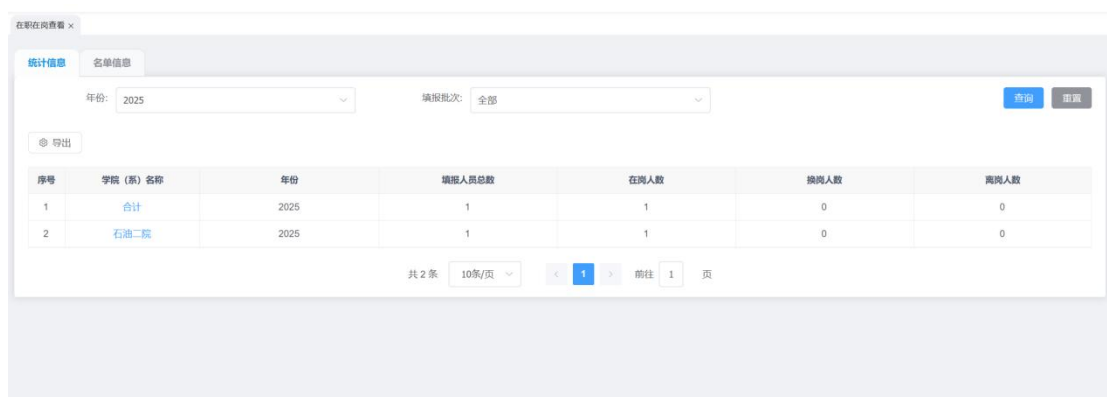 在职在岗查看 ×
统计信息 名单信息
年份: 2025 填报批次: 全部 查询 重置
导出
序号 学院（系）名称 年份 填报人员总数 在岗人数 换岗人数 离岗人数
1 合计 2025 1 1 0 0
2 石油二院 2025 1 1 0 0
共 2 条 10条/页 < 1 > 前往 1 页